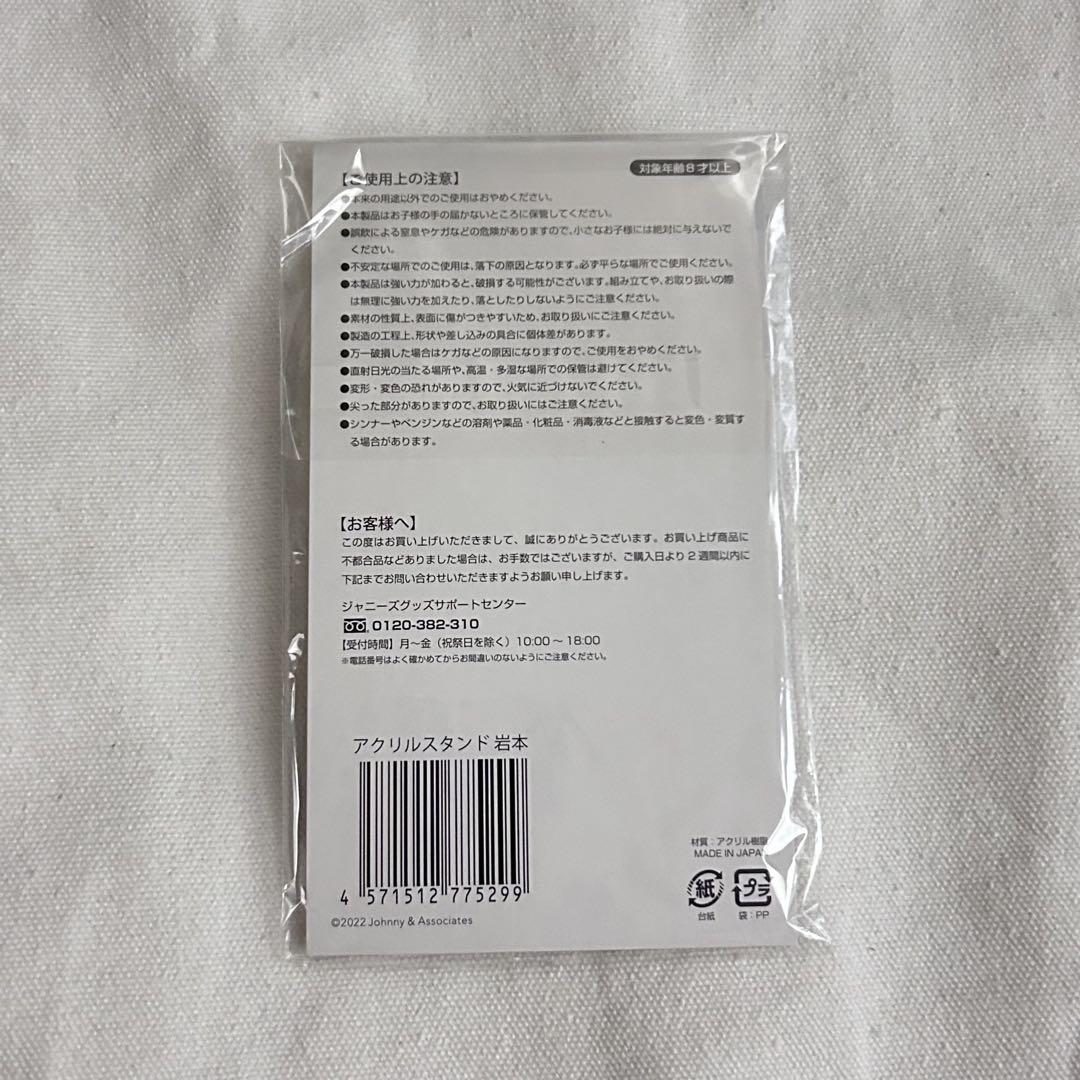 対象年齢8才以上
【ご使用上の注意】
●本来の用途以外でのご使用はおやめください。
●本製品はお子様の手の届かないところに保管してください。
●誤飲による窒息やケガなどの危険がありますので、小さなお子様には絶対に与えないで
ください。
●不安定な場所でのご使用は、落下の原因となります。必ず平らな場所でご使用ください。
●本製品は強い力が加わると、破損する可能性がございます。組み立てや、お取り扱いの際
は無理に強い力を加えたり、落としたりしないようにご注意ください。
●素材の性質上、表面に傷がつきやすいため、お取り扱いにご注意ください。
●製造の工程上、形状や差し込みの具合に個体差があります。
●万一破損した場合はケガなどの原因になりますので、ご使用をおやめください。
●直射日光の当たる場所や、高温・多湿な場所での保管は避けてください。
●変形・変色の恐れがありますので、火気に近づけないでください。
●尖った部分がありますので、お取り扱いにはご注意ください。
●シンナーやベンジンなどの溶剤や薬品・化粧品・消毒液などと接触すると変色・変質す
る場合があります。
【お客様へ】
この度はお買い上げいただきまして、誠にありがとうございます。お買い上げ商品に
不都合品などありました場合は、お手数ではございますが、ご購入日より2週間以内に
下記までお問い合わせいただきますようお願い申し上げます。
ジャニーズグッズサポートセンター
0120-382-310
【受付時間】月〜金（祝祭日を除く）10:00〜18:00
※電話番号はよく確かめてからお間違いのないようにご注意ください。
アクリルスタンド 岩本
4 571512 775299
©2022 Johnny & Associates
材質：アクリル樹脂
MADE IN JAPAN
紙 プラ
台紙 袋：PP